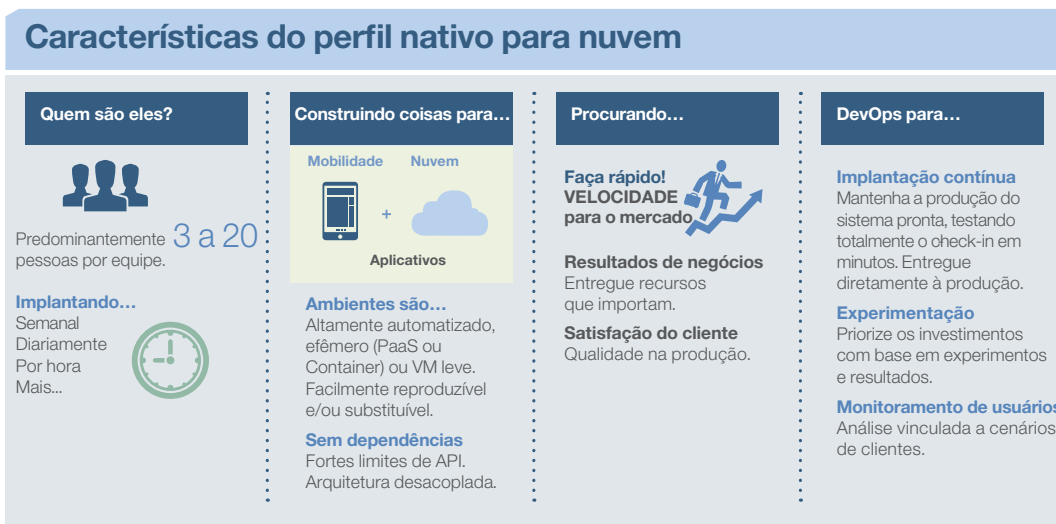 Características do perfil nativo para nuvem
Quem são eles?
Predominantemente 3 a 20
pessoas por equipe.
Implantando…
Semanal
Diariamente
Por hora
Mais...
Construindo coisas para…
Mobilidade Nuvem
+
Aplicativos
Ambientes são…
Altamente automatizado,
efêmero (PaaS ou
Container) ou VM leve.
Facilmente reproduzível
e/ou substituível.
Sem dependências
Fortes limites de API.
Arquitetura desacoplada.
Procurando…
Faça rápido!
VELOCIDADE
para o mercado
Resultados de negócios
Entregue recursos
que importam.
Satisfação do cliente
Qualidade na produção.
DevOps para…
Implantação contínua
Mantenha a produção do
sistema pronta, testando
totalmente o check-in em
minutos. Entregue
diretamente à produção.
Experimentação
Priorize os investimentos
com base em experimentos
e resultados.
Monitoramento de usuários
Análise vinculada a cenários
de clientes.